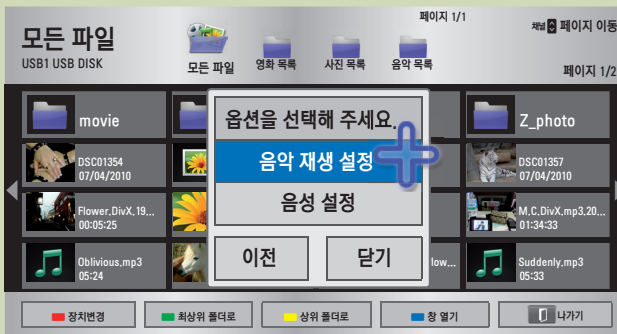 페이지 1/1
모든 파일
채널 페이지 이동
USB1 USB DISK
모든 파일
영화 목록
사진 목록
음악 목록
페이지 1/2
movie
옵션을 선택해 주세요.
Z_photo
DSC01354
07/04/2010
음악 재생 설정
DSC01357
07/04/2010
Flower,DivX,19...
00:05:25
음성 설정
M.C,DivX,mp3,20...
01:34:33
Oblivious,mp3
05:24
이전
닫기
low...
Suddenly,mp3
05:33
장치변경
최상위 폴더로
상위 폴더로
창 열기
나가기